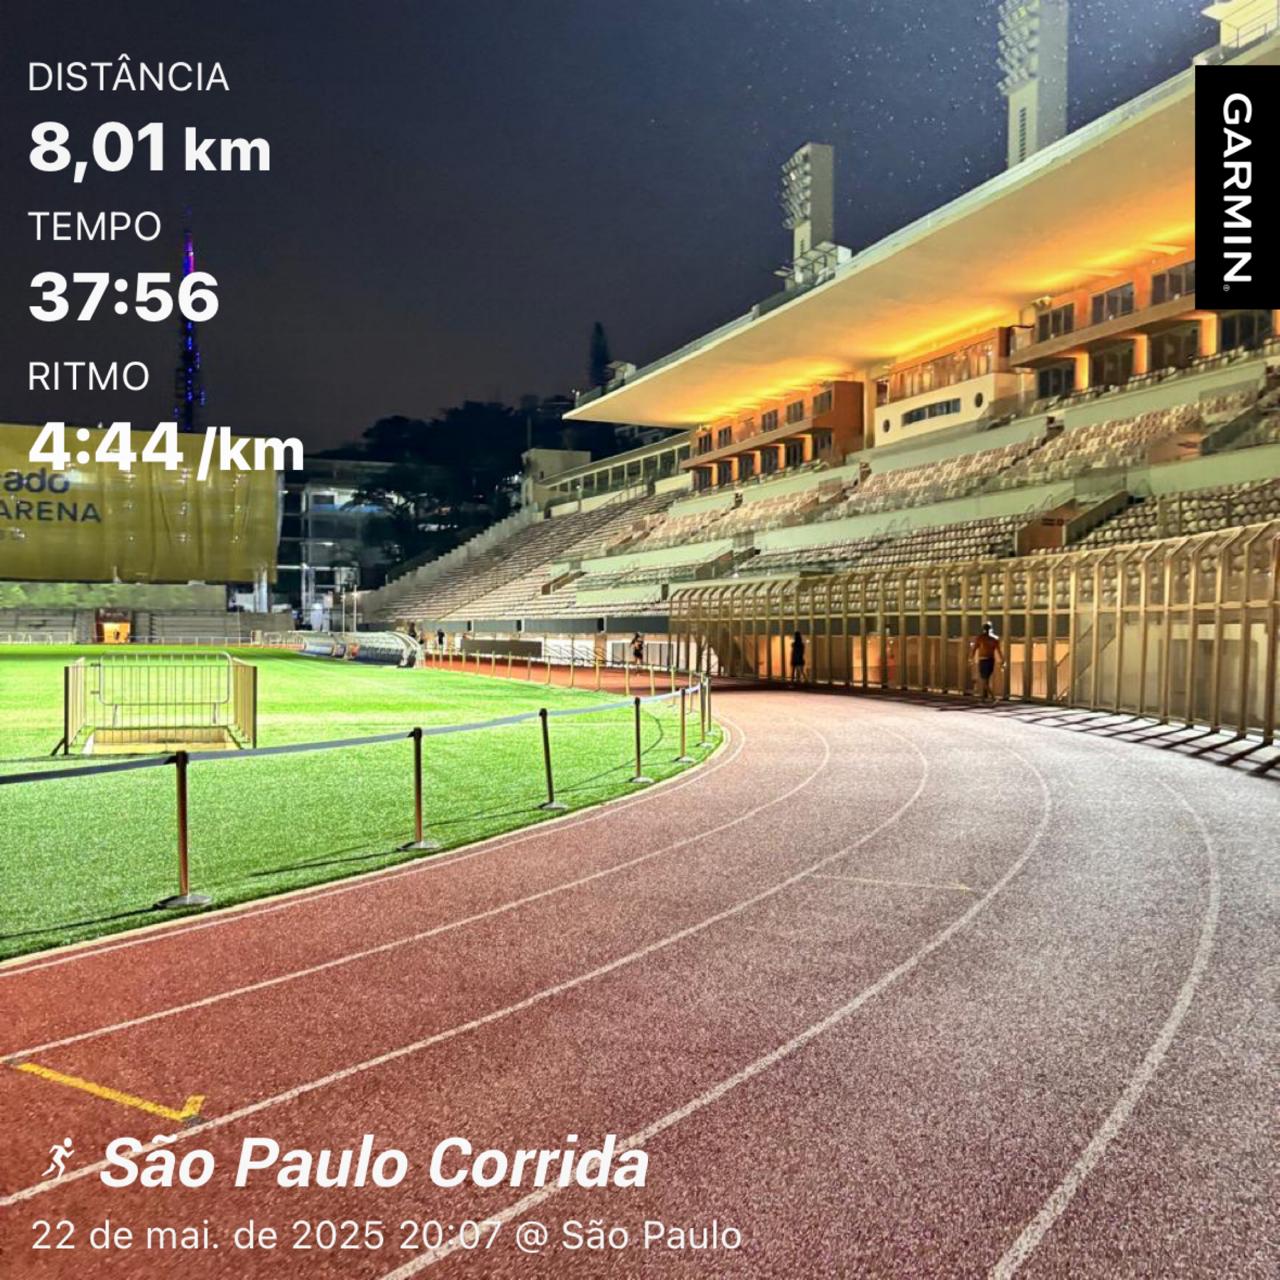 DISTÂNCIA
8,01 km
TEMPO
37:56
RITMO
4:44 /km
ado
ARENA
GARMIN
São Paulo Corrida
22 de mai. de 2025 20:07 @ São Paulo